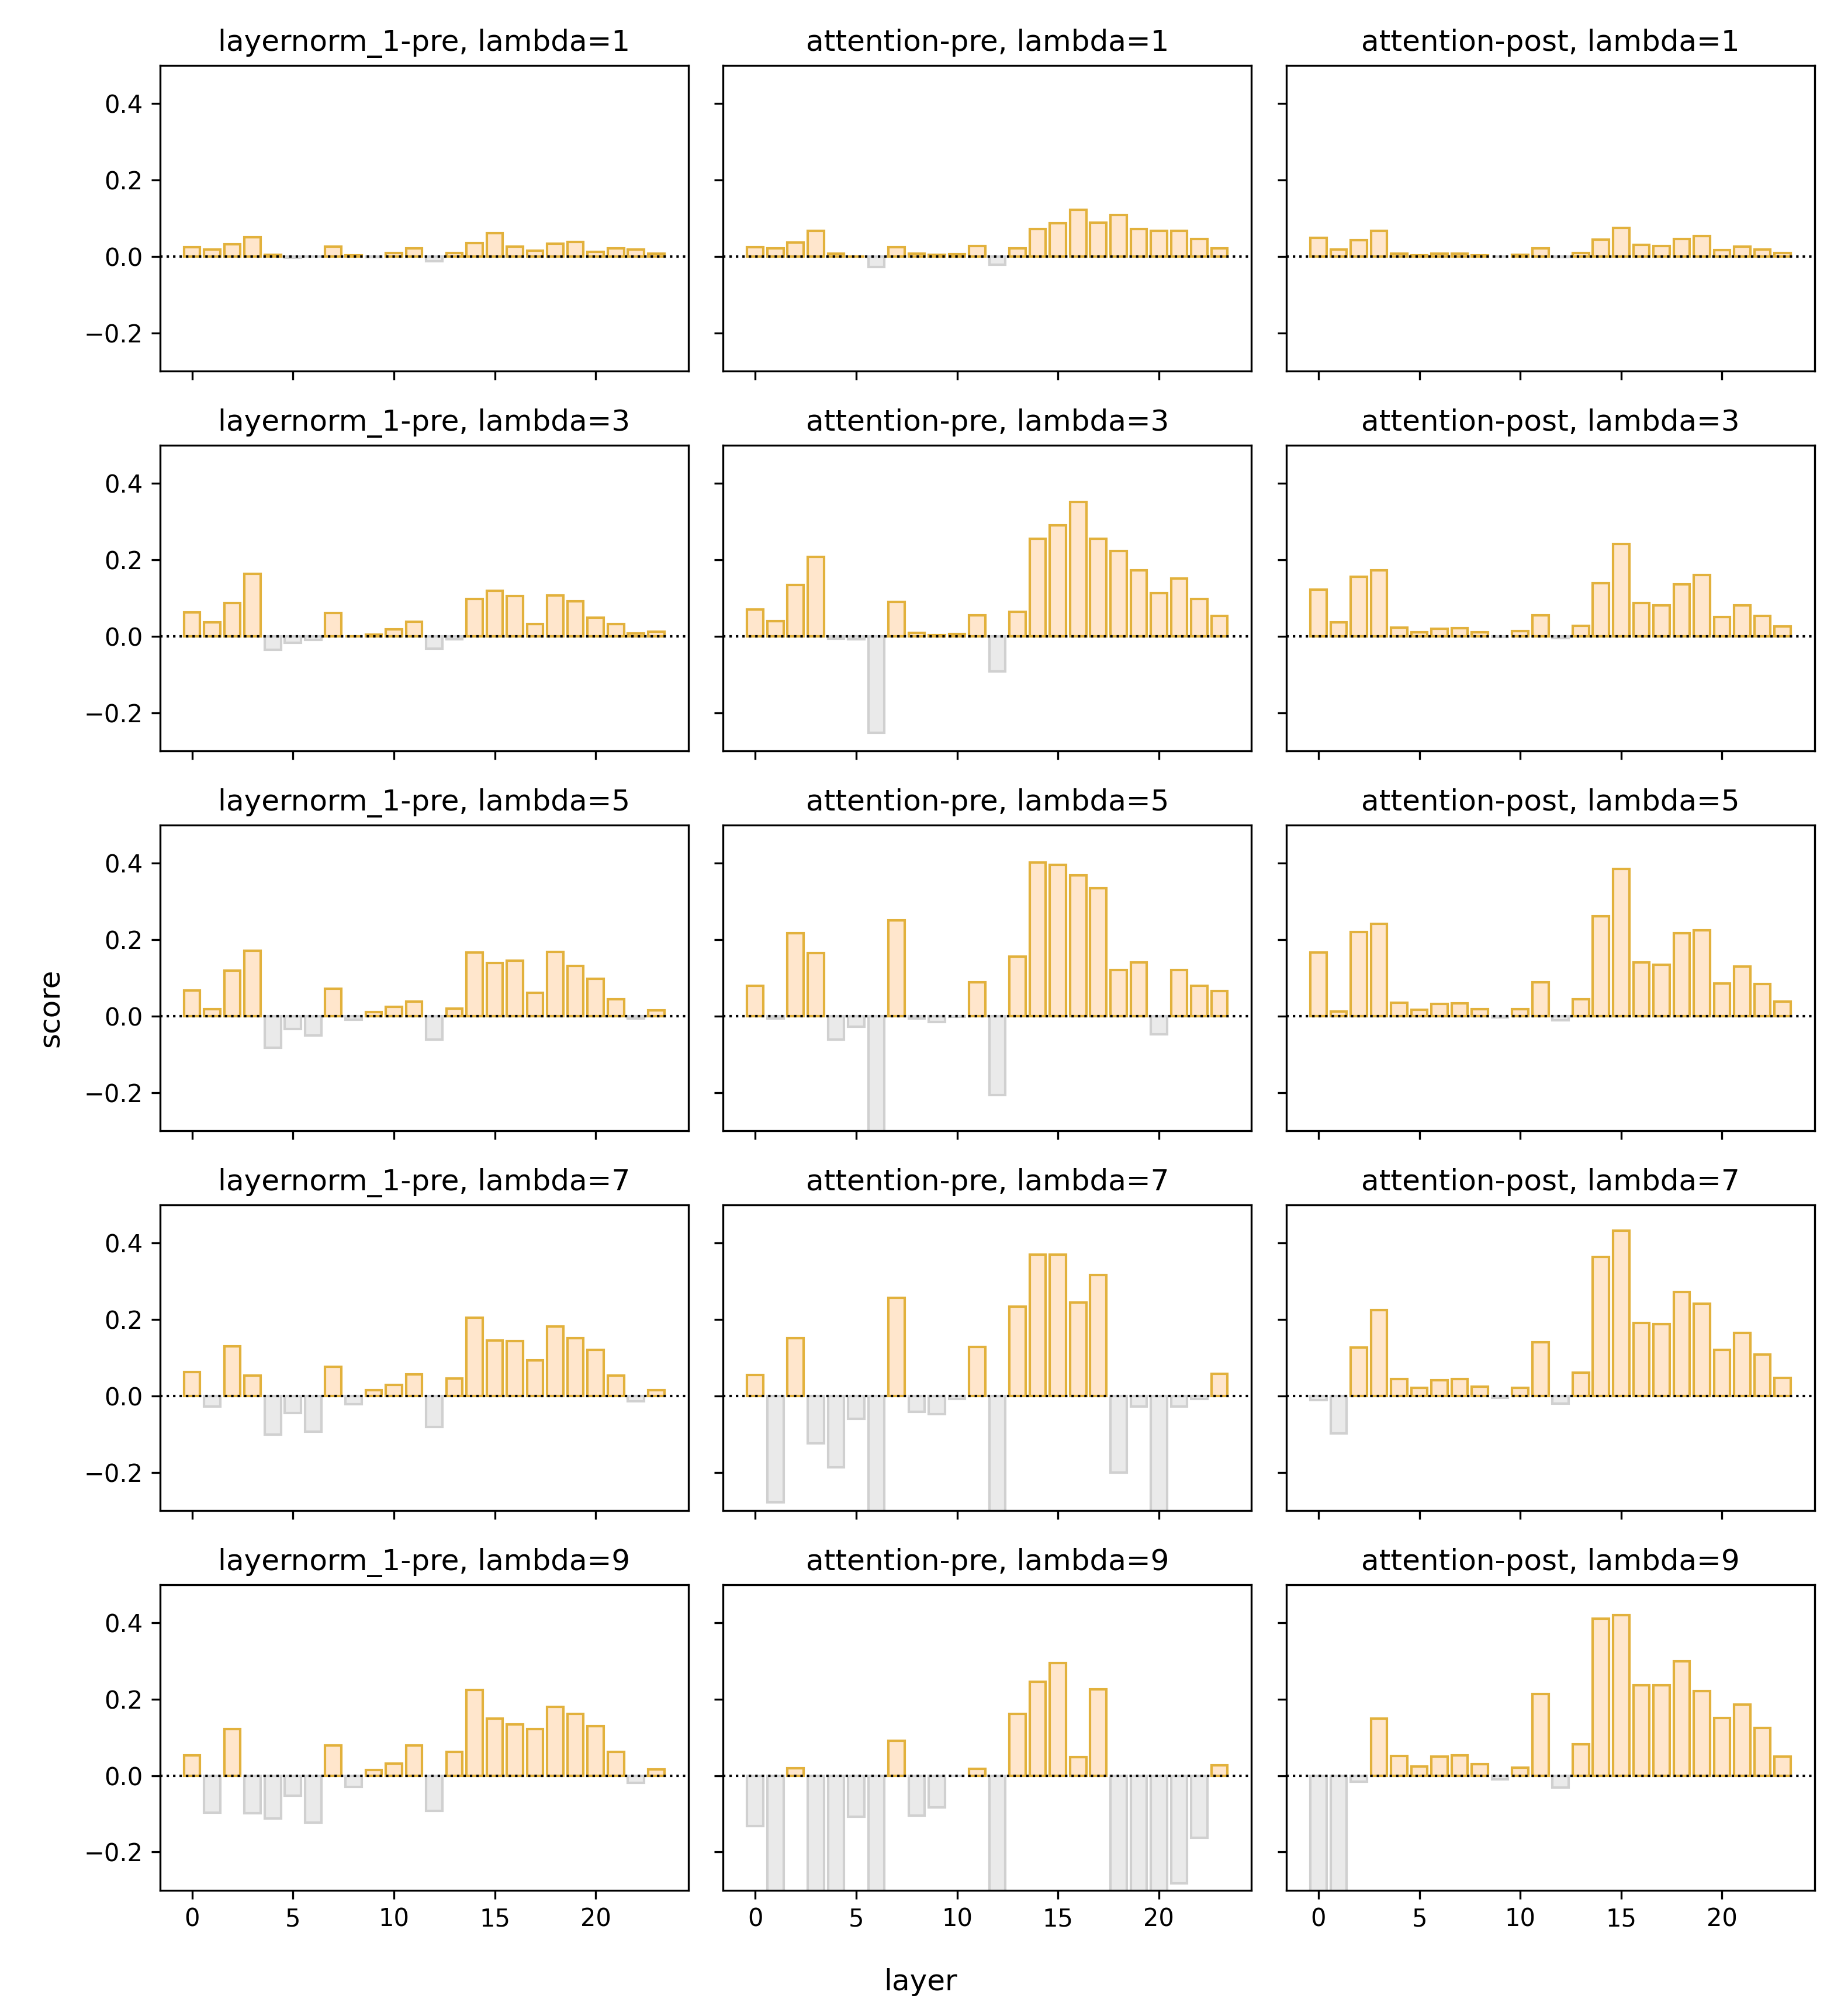 layernorm_1-pre, lambda=1
attention-pre, lambda=1
attention-post, lambda=1
0.4
0.2
0.0
−0.2
layernorm_1-pre, lambda=3
attention-pre, lambda=3
attention-post, lambda=3
0.4
0.2
0.0
−0.2
layernorm_1-pre, lambda=5
attention-pre, lambda=5
attention-post, lambda=5
0.4
0.2
0.0
−0.2
score
layernorm_1-pre, lambda=7
attention-pre, lambda=7
attention-post, lambda=7
0.4
0.2
0.0
−0.2
layernorm_1-pre, lambda=9
attention-pre, lambda=9
attention-post, lambda=9
0.4
0.2
0.0
−0.2
0 5 10 15 20
0 5 10 15 20
0 5 10 15 20
layer